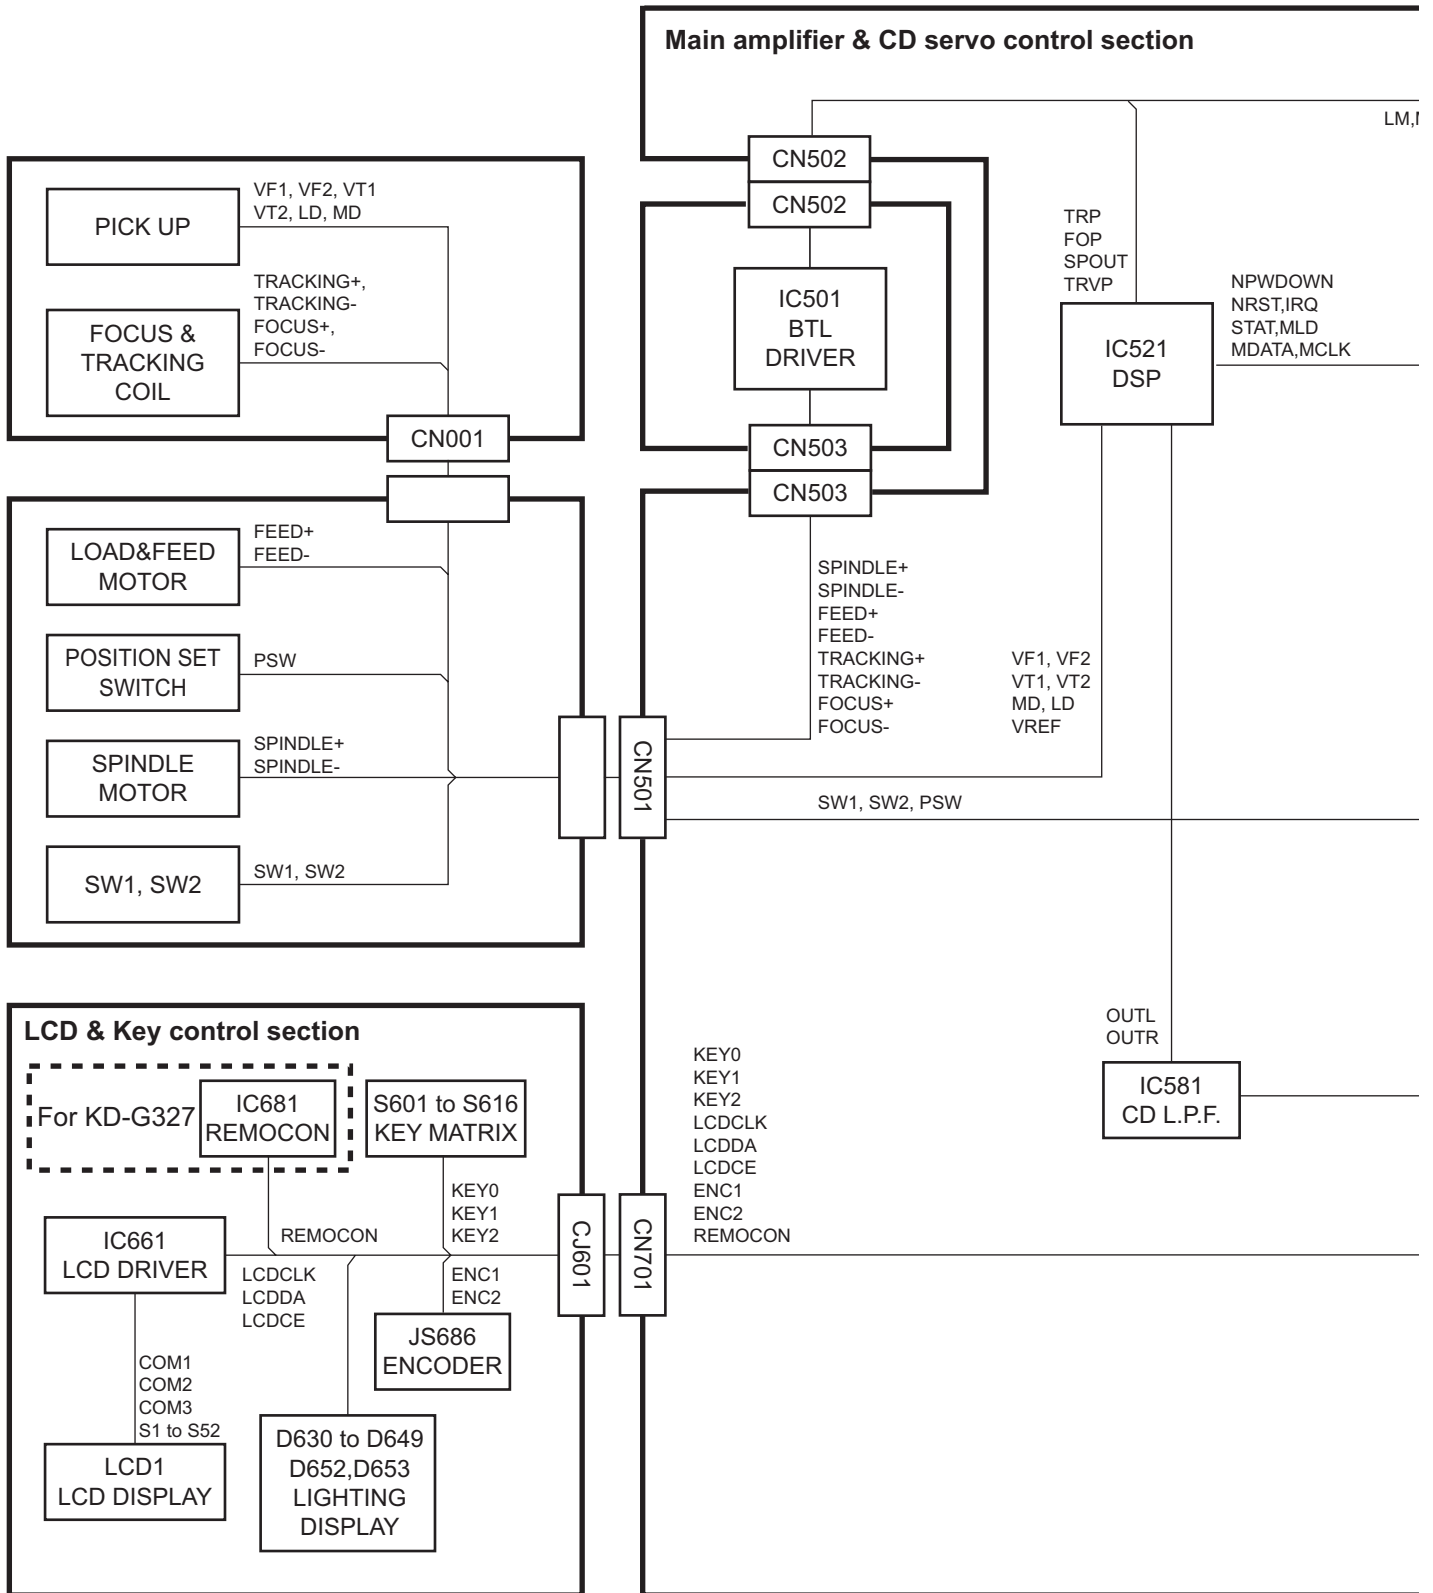 Main amplifier & CD servo control section
LM,
CN502
CN502
IC501
BTL
DRIVER
CN503
CN503
TRP
FOP
SPOUT
TRVP
NPWDOWN
NRST,IRQ
STAT,MLD
MDATA,MCLK
IC521
DSP
PICK UP
VF1, VF2, VT1
VT2, LD, MD
FOCUS &
TRACKING
COIL
TRACKING+,
TRACKING-
FOCUS+,
FOCUS-
CN001
LOAD&FEED
MOTOR
FEED+
FEED-
POSITION SET
SWITCH
PSW
SPINDLE
MOTOR
SPINDLE+
SPINDLE-
SW1, SW2
SW1, SW2
CN501
SPINDLE+
SPINDLE-
FEED+
FEED-
TRACKING+
TRACKING-
FOCUS+
FOCUS-
VF1, VF2
VT1, VT2
MD, LD
VREF
SW1, SW2, PSW
OUTL
OUTR
IC581
CD L.P.F.
LCD & Key control section
For KD-G327
IC681
REMOCON
S601 to S616
KEY MATRIX
KEY0
KEY1
KEY2
REMOCON
IC661
LCD DRIVER
LCDCLK
LCDDA
LCDCE
ENC1
ENC2
JS686
ENCODER
COM1
COM2
COM3
S1 to S52
LCD1
LCD DISPLAY
D630 to D649
D652,D653
LIGHTING
DISPLAY
CJ601
CN701
KEY0
KEY1
KEY2
LCDCLK
LCDDA
LCDCE
ENC1
ENC2
REMOCON